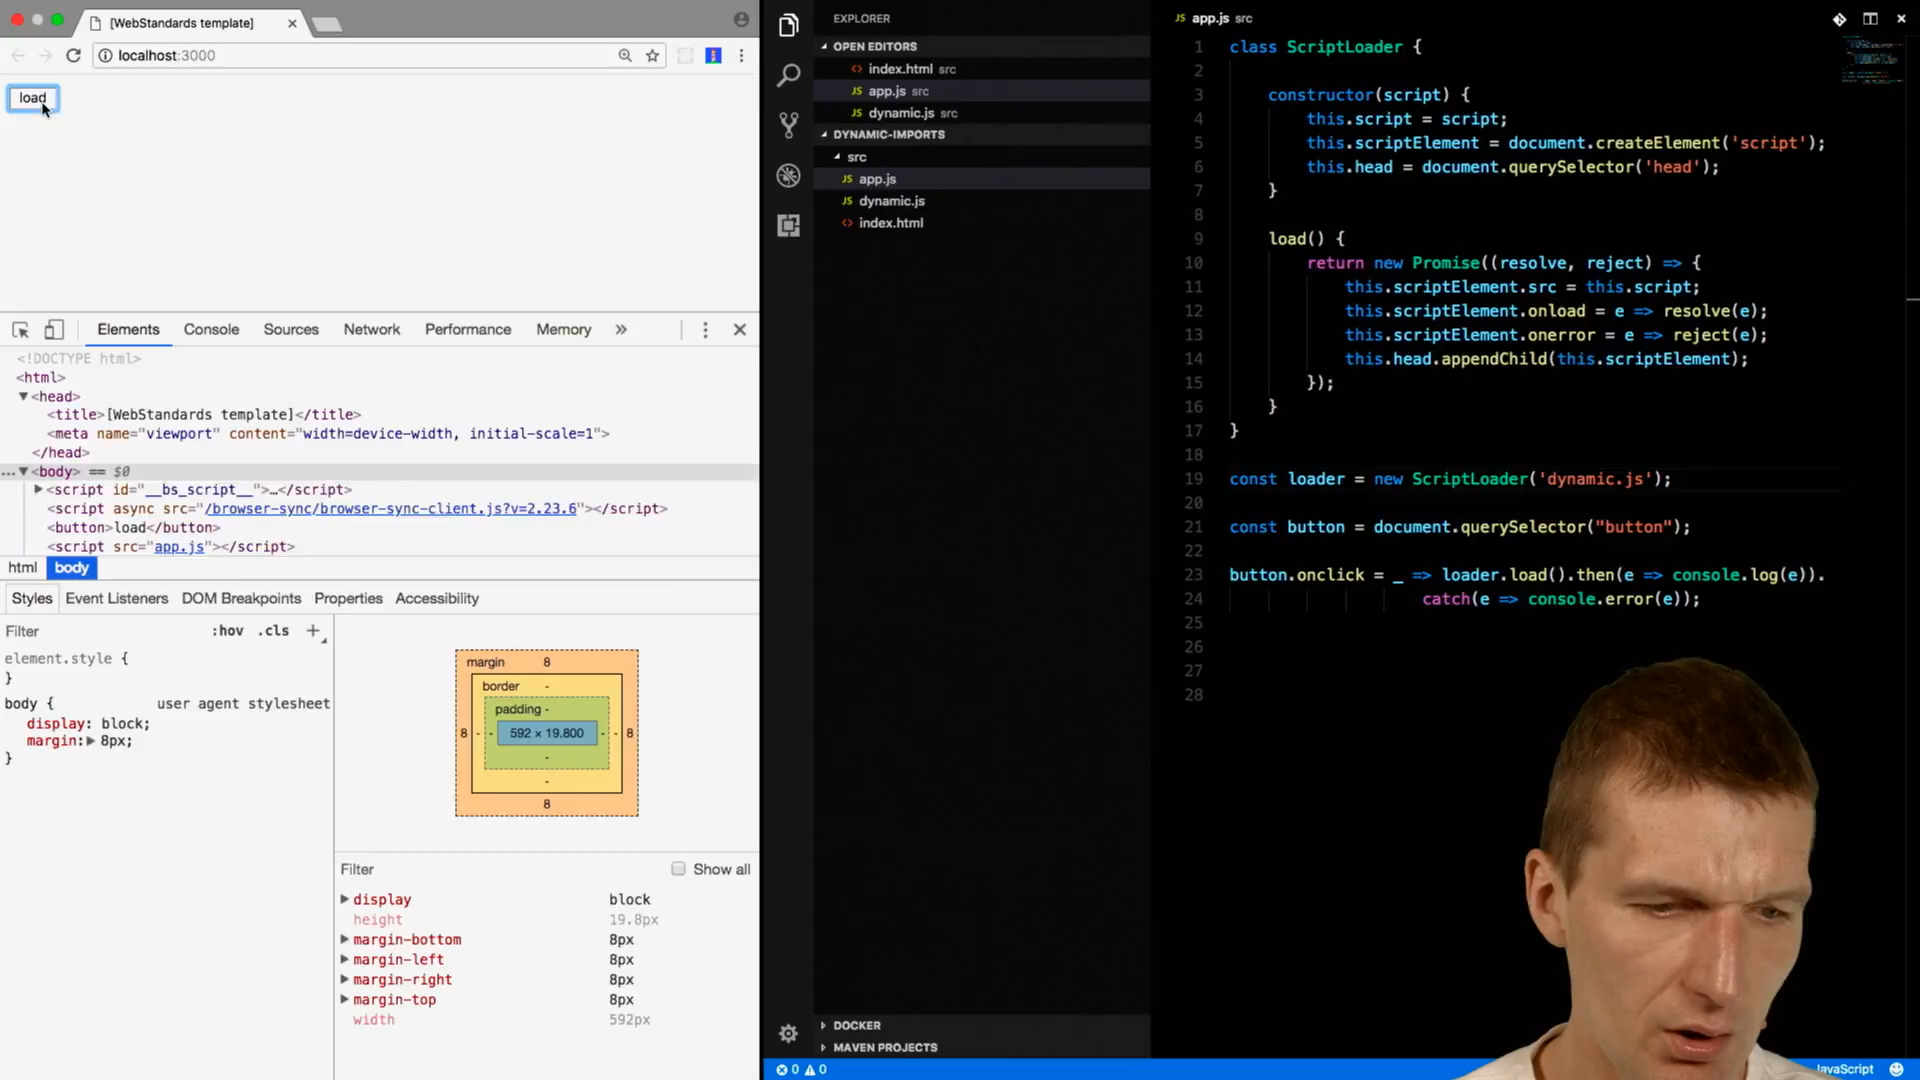 [WebStandards template]
localhost:3000
load
Elements Console Sources Network Performance Memory »
<!DOCTYPE html>
<html>
<head>
<title>[WebStandards template]</title>
<meta name="viewport" content="width=device-width, initial-scale=1">
</head>
<body> == $0
<script id="__bs_script__">…</script>
<script async src="/browser-sync/browser-sync-client.js?v=2.23.6"></script>
<button>load</button>
<script src="app.js"></script>
html body
Styles Event Listeners DOM Breakpoints Properties Accessibility
Filter :hov .cls +
element.style {
}
body { user agent stylesheet
display: block;
margin: 8px;
}
margin 8
border -
padding -
8 - - 592 × 19.800 - - 8
-
-
8
Filter Show all
display block
height 19.8px
margin-bottom 8px
margin-left 8px
margin-right 8px
margin-top 8px
width 592px
EXPLORER
OPEN EDITORS
index.html src
app.js src
dynamic.js src
DYNAMIC-IMPORTS
src
app.js
dynamic.js
index.html
DOCKER
MAVEN PROJECTS
app.js src
1 class ScriptLoader {
2
3 constructor(script) {
4 this.script = script;
5 this.scriptElement = document.createElement('script');
6 this.head = document.querySelector('head');
7 }
8
9 load() {
10 return new Promise((resolve, reject) => {
11 this.scriptElement.src = this.script;
12 this.scriptElement.onload = e => resolve(e);
13 this.scriptElement.onerror = e => reject(e);
14 this.head.appendChild(this.scriptElement);
15 });
16 }
17 }
18
19 const loader = new ScriptLoader('dynamic.js');
20
21 const button = document.querySelector("button");
22
23 button.onclick = _ => loader.load().then(e => console.log(e)).
24 catch(e => console.error(e));
25
26
27
28
0 0
JavaScript